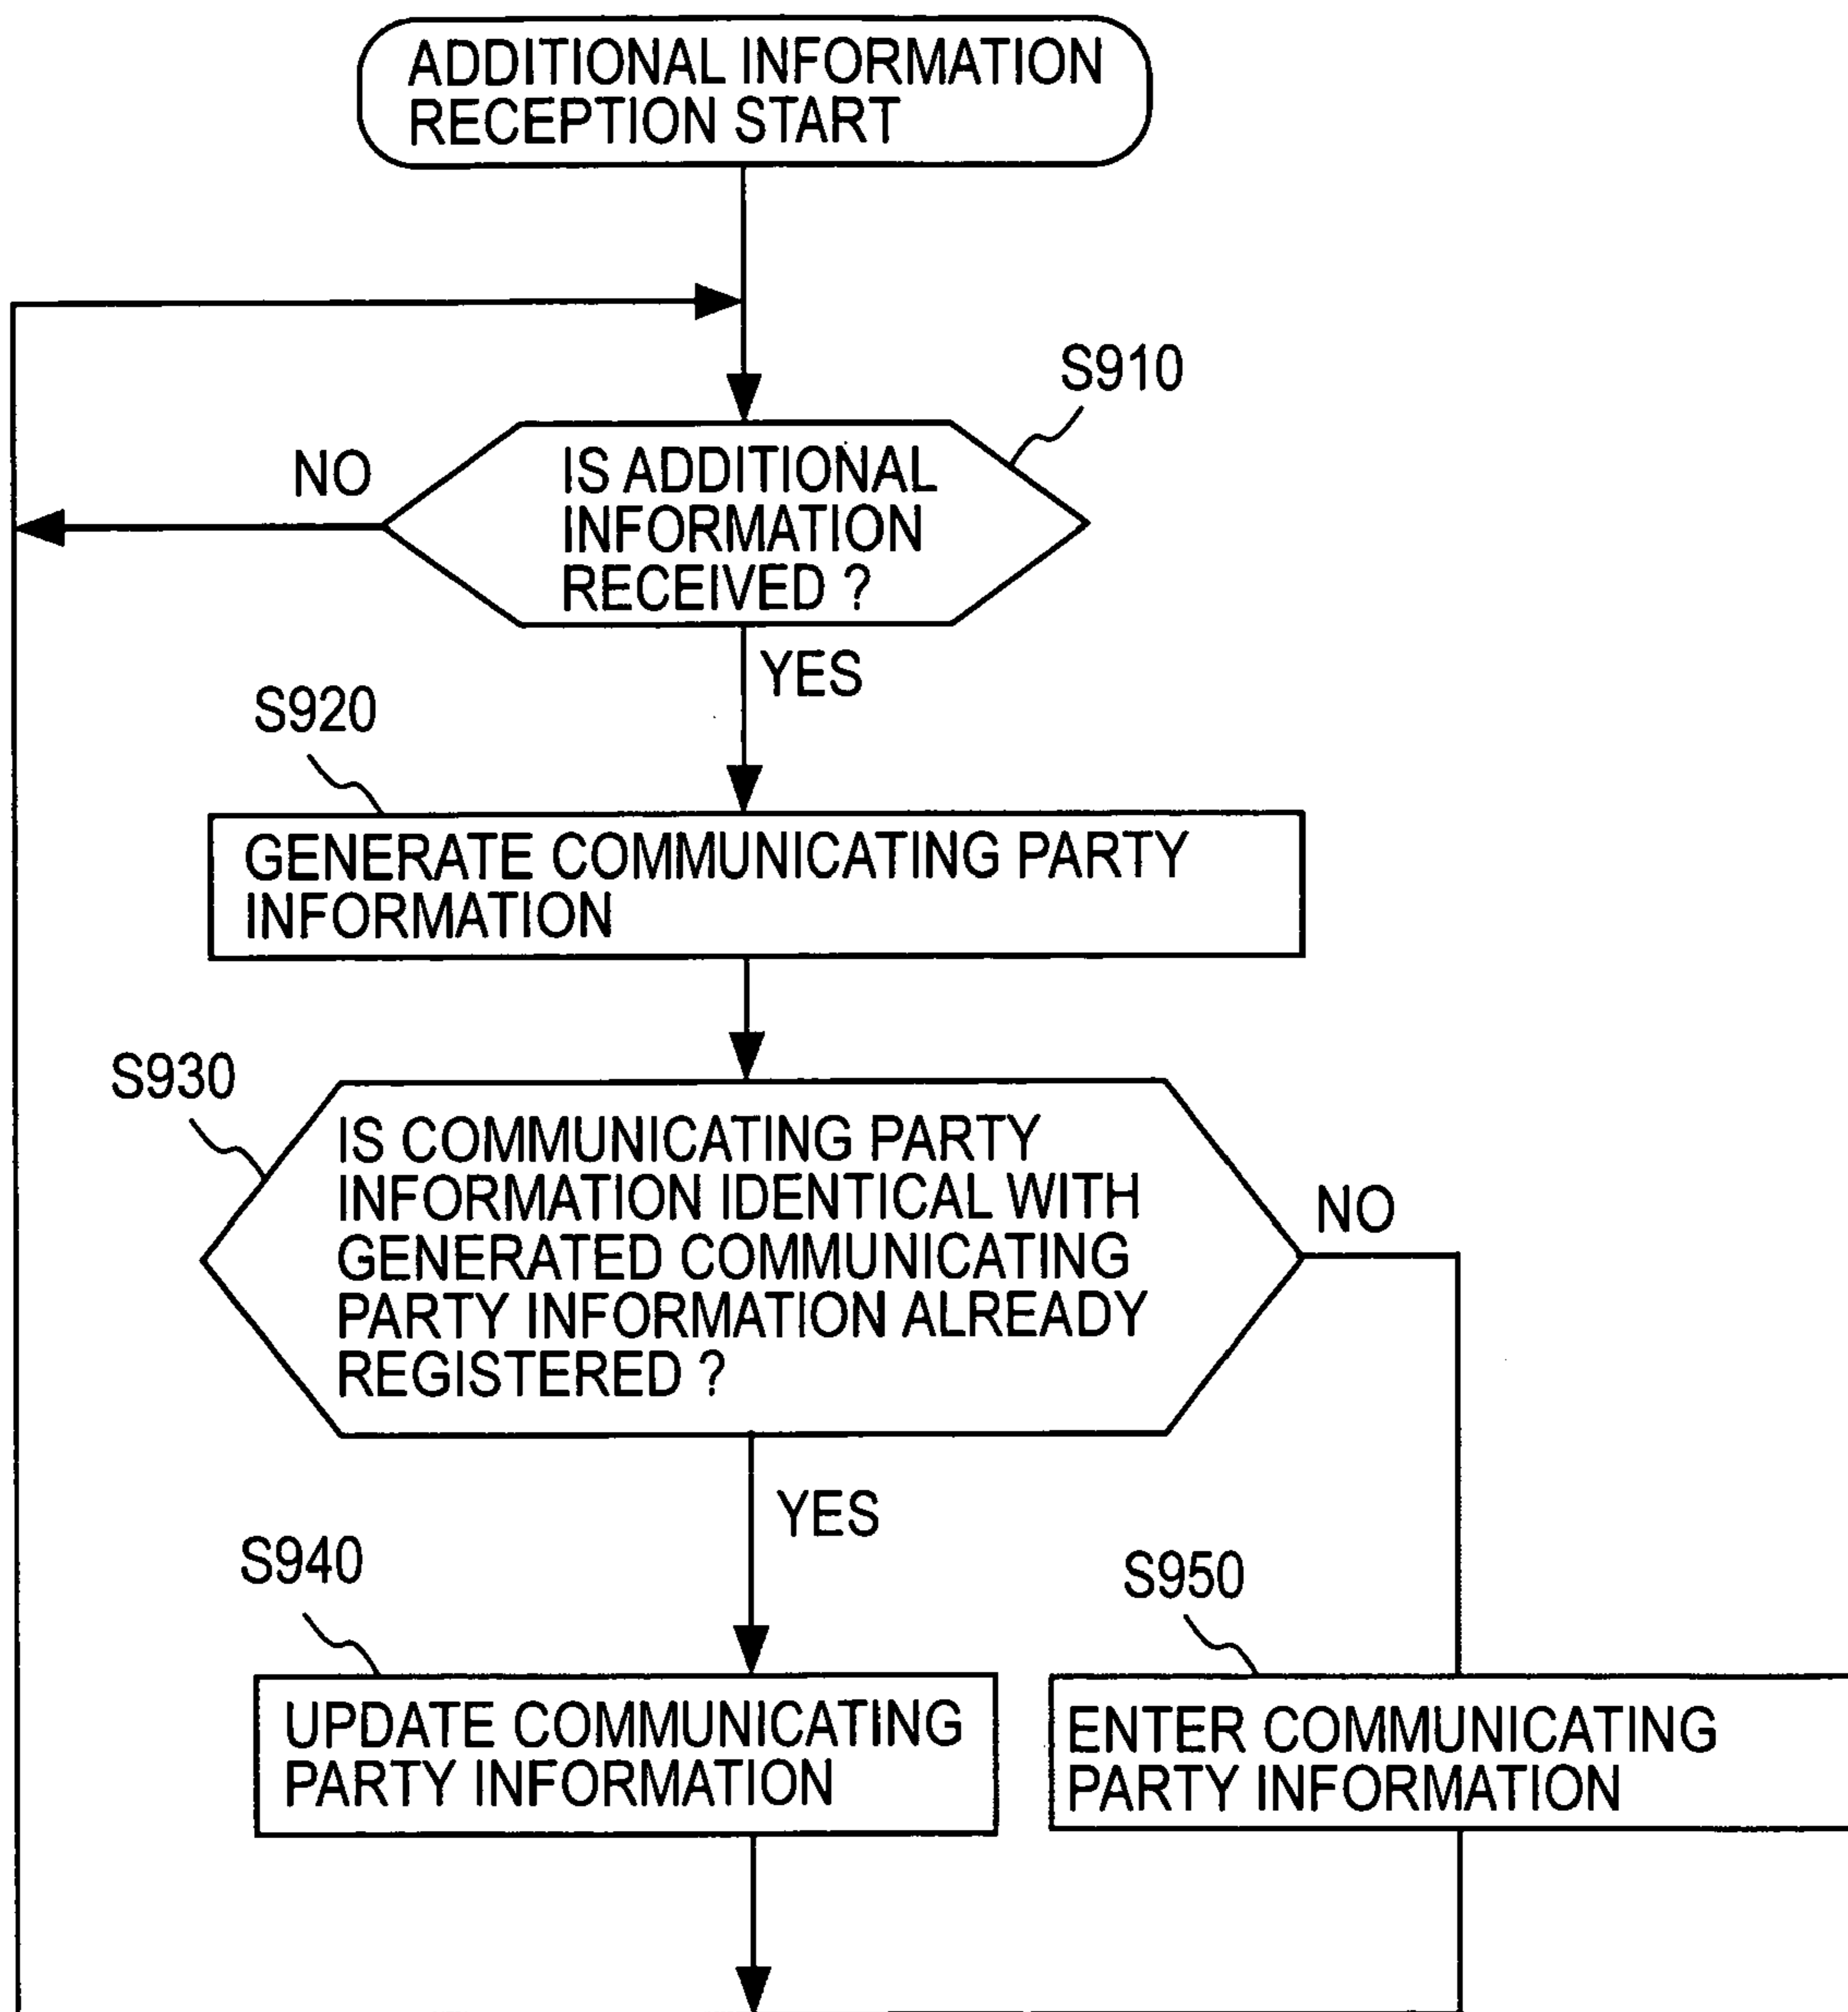 ADDITIONAL INFORMATION
RECEPTION START
S910
NO
IS ADDITIONAL
INFORMATION
RECEIVED ?
YES
S920
GENERATE COMMUNICATING PARTY
INFORMATION
S930
IS COMMUNICATING PARTY
INFORMATION IDENTICAL WITH
GENERATED COMMUNICATING
PARTY INFORMATION ALREADY
REGISTERED ?
NO
YES
S940
S950
UPDATE COMMUNICATING
PARTY INFORMATION
ENTER COMMUNICATING
PARTY INFORMATION